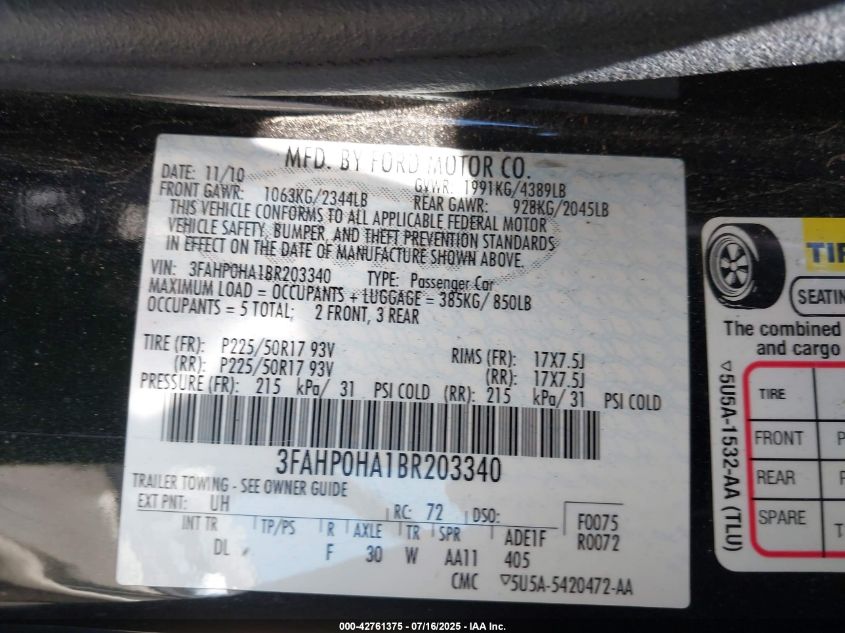 MFD. BY FORD MOTOR CO.
DATE: 11/10 GVWR: 1991KG/4389LB
FRONT GAWR: 1063KG/2344LB REAR GAWR: 928KG/2045LB
THIS VEHICLE CONFORMS TO ALL APPLICABLE FEDERAL MOTOR
VEHICLE SAFETY, BUMPER, AND THEFT PREVENTION STANDARDS
IN EFFECT ON THE DATE OF MANUFACTURE SHOWN ABOVE.
VIN: 3FAHP0HA1BR203340 TYPE: Passenger Car
MAXIMUM LOAD = OCCUPANTS + LUGGAGE = 385KG/ 850LB
OCCUPANTS = 5 TOTAL; 2 FRONT, 3 REAR
TIRE (FR): P225/50R17 93V RIMS (FR): 17X7.5J
(RR): P225/50R17 93V (RR): 17X7.5J
PRESSURE (FR): 215 kPa/ 31 PSI COLD (RR): 215 kPa/31 PSI COLD
3FAHP0HA1BR203340
TRAILER TOWING - SEE OWNER GUIDE
EXT PNT: UH RC: 72 DSO: F0075
INT TR TP/PS R AXLE TR SPR ADE1F R0072
DL F 30 W AA11 405
CMC ▽5U5A-5420472-AA
TIR
SEATIN
The combined
and cargo
TIRE
FRONT P
REAR P
SPARE T
▽5U5A-1532-AA (TLU)
000-42761375 - 07/16/2025 - IAA Inc.